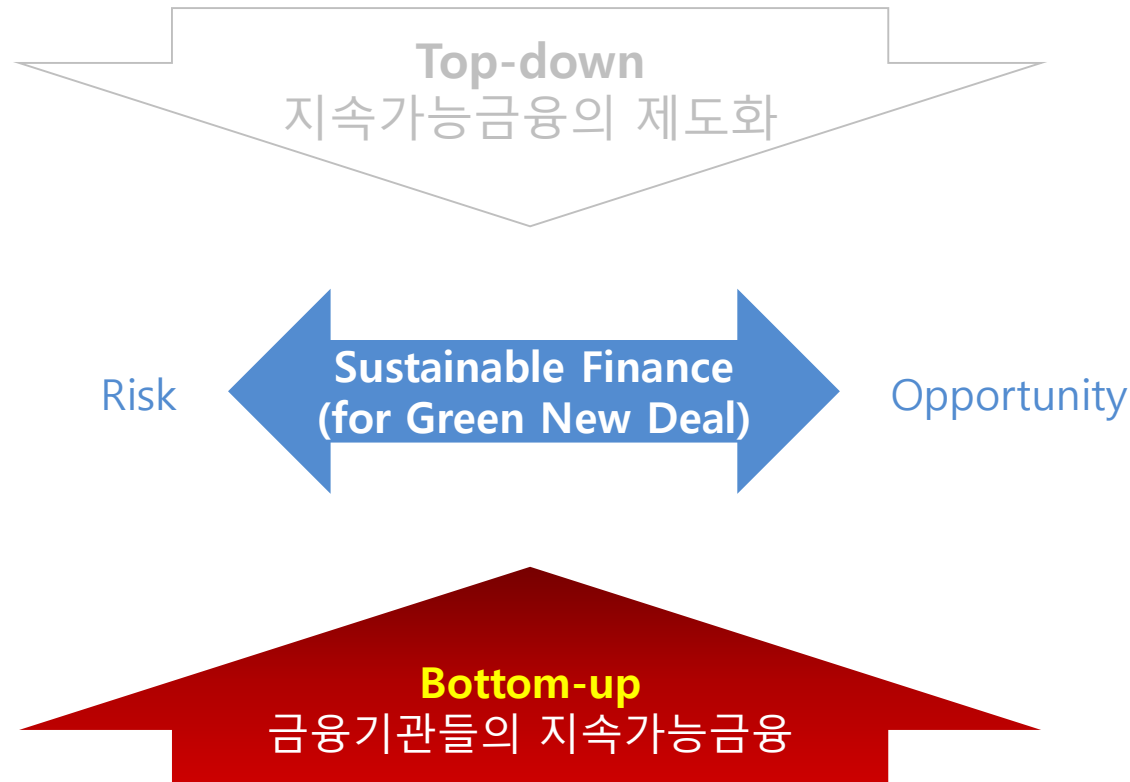 Top-down
지속가능금융의 제도화
Risk
Sustainable Finance
(for Green New Deal)
Opportunity
Bottom-up
금융기관들의 지속가능금융